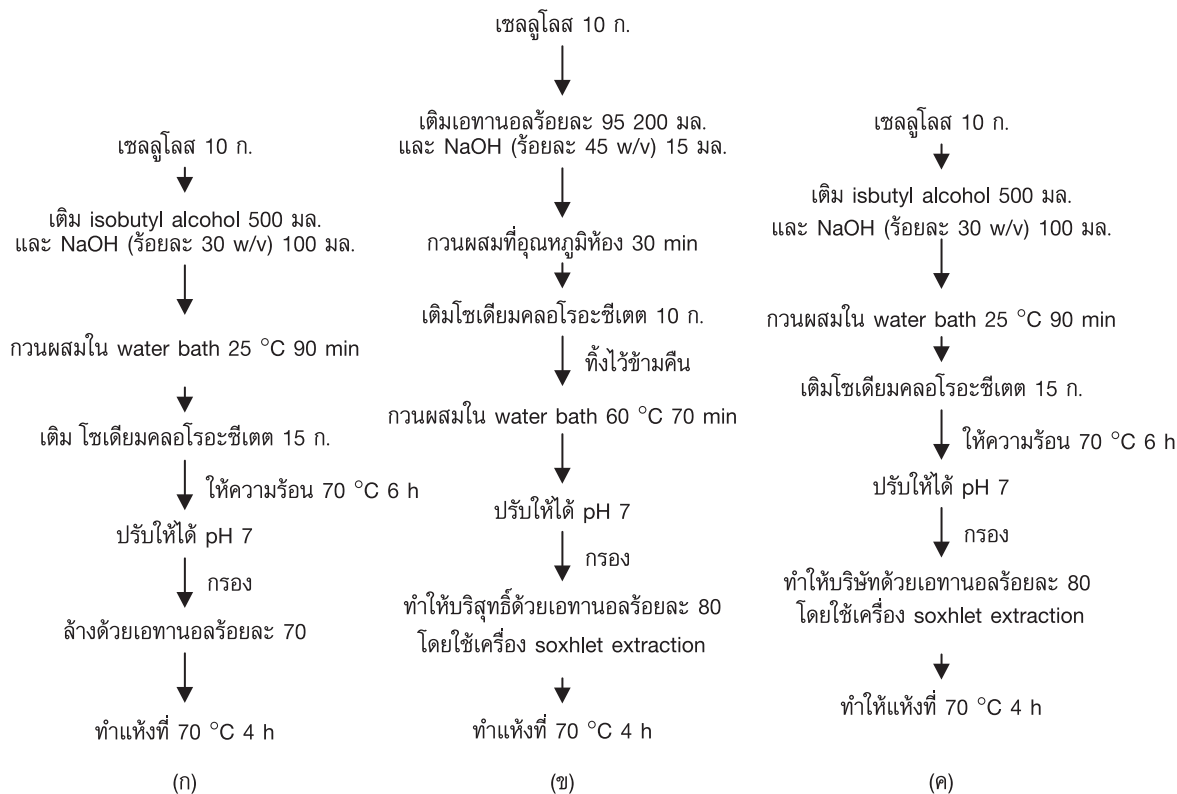 เซลลูโลส 10 ก.
เติม isobutyl alcohol 500 มล.
และ NaOH (ร้อยละ 30 w/v) 100 มล.
กวนผสมใน water bath 25 °C 90 min
เติม โซเดียมคลอโรอะซีเตต 15 ก.
ให้ความร้อน 70 °C 6 h
ปรับให้ได้ pH 7
กรอง
ล้างด้วยเอทานอลร้อยละ 70
ทำแห้งที่ 70 °C 4 h
(ก)
เซลลูโลส 10 ก.
เติมเอทานอลร้อยละ 95 200 มล.
และ NaOH (ร้อยละ 45 w/v) 15 มล.
กวนผสมที่อุณหภูมิห้อง 30 min
เติมโซเดียมคลอโรอะซีเตต 10 ก.
ทิ้งไว้ข้ามคืน
กวนผสมใน water bath 60 °C 70 min
ปรับให้ได้ pH 7
กรอง
ทำให้บริสุทธิ์ด้วยเอทานอลร้อยละ 80
โดยใช้เครื่อง soxhlet extraction
ทำแห้งที่ 70 °C 4 h
(ข)
เซลลูโลส 10 ก.
เติม isbutyl alcohol 500 มล.
และ NaOH (ร้อยละ 30 w/v) 100 มล.
กวนผสมใน water bath 25 °C 90 min
เติมโซเดียมคลอโรอะซีเตต 15 ก.
ให้ความร้อน 70 °C 6 h
ปรับให้ได้ pH 7
กรอง
ทำให้บริษัทด้วยเอทานอลร้อยละ 80
โดยใช้เครื่อง soxhlet extraction
ทำให้แห้งที่ 70 °C 4 h
(ค)